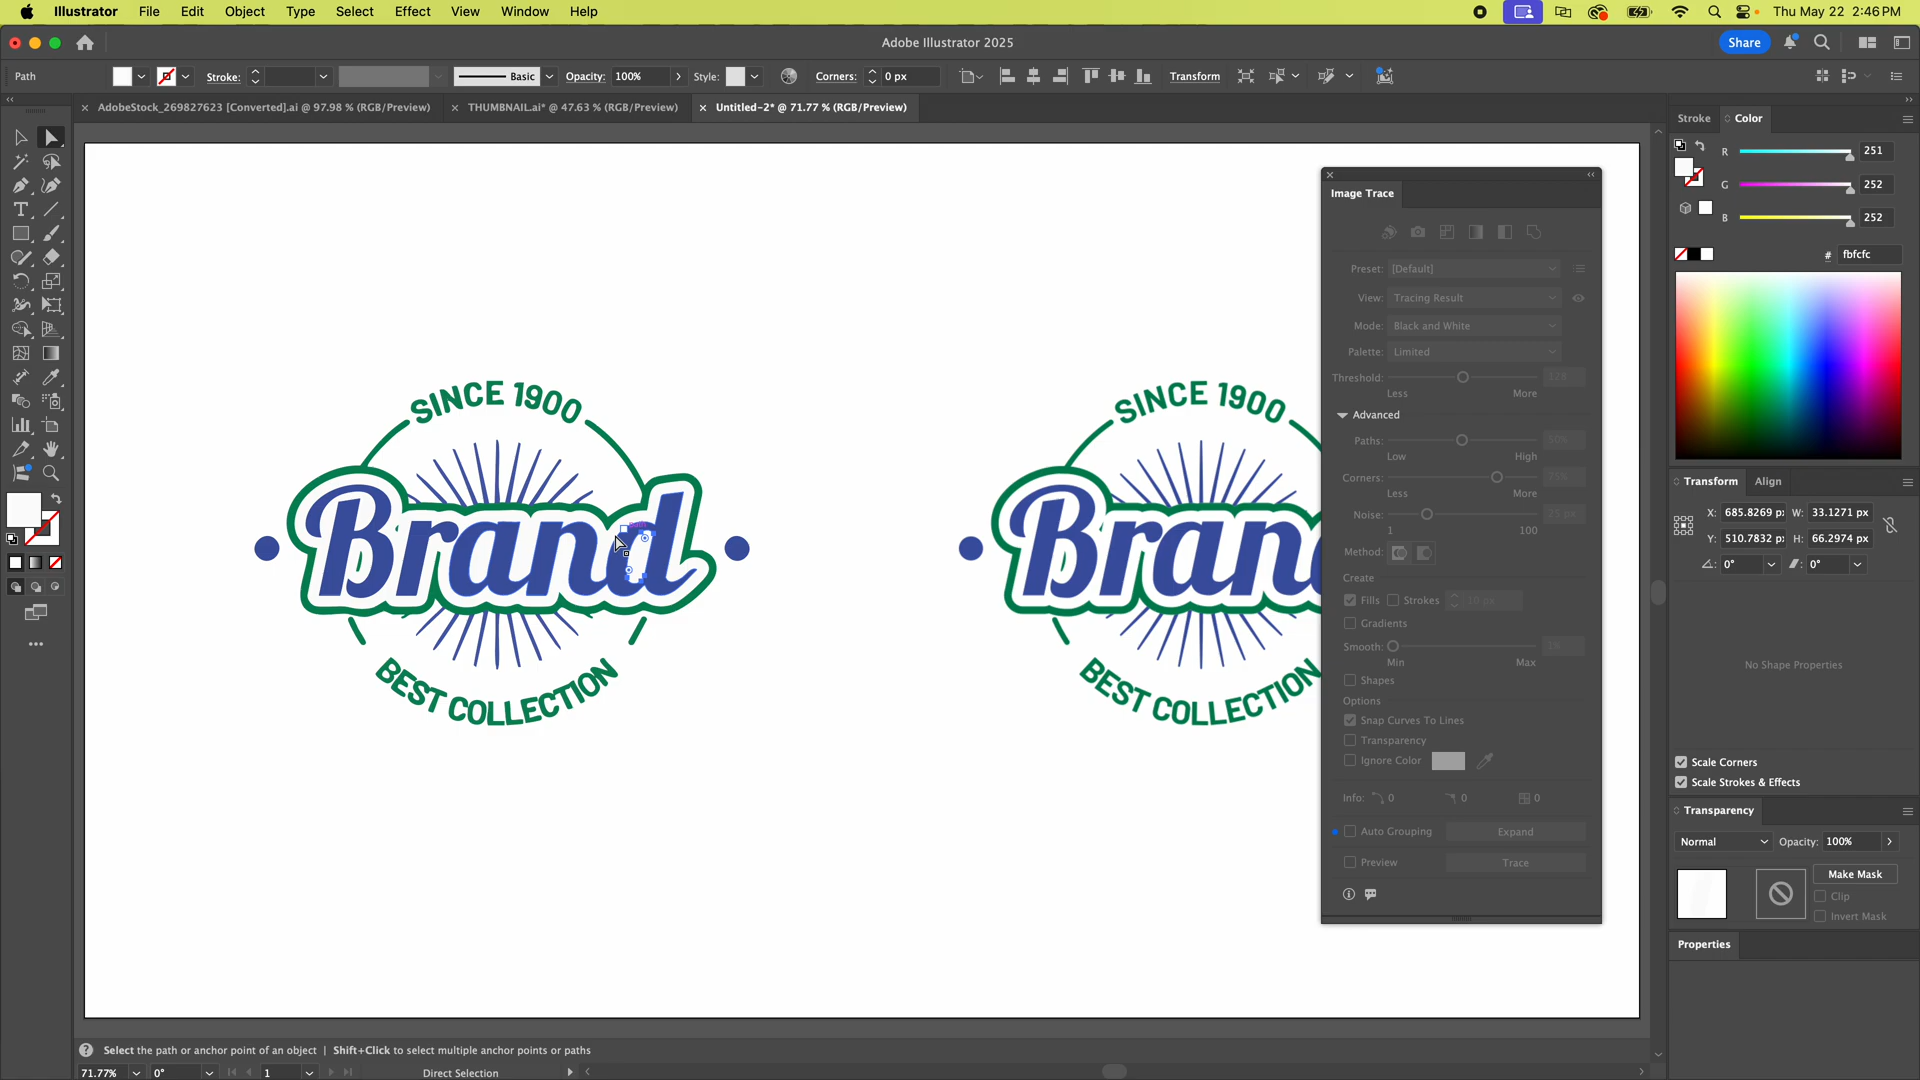 Illustrator File Edit Object Type Select Effect View Window Help Thu May 22 2:46 PM
Adobe Illustrator 2025 Share
Path Stroke: Basic Opacity: 100% Style: Corners: 0 px Transform
AdobeStock_269827623 [Converted].ai @ 97.98 % (RGB/Preview) THUMBNAIL.ai* @ 47.63 % (RGB/Preview) Untitled-2* @ 71.77 % (RGB/Preview)
SINCE 1900
Brand
BEST COLLECTION
SINCE 1900
Bran
BEST COLLECTION
Image Trace
Preset: [Default]
View: Tracing Result
Mode: Black and White
Palette: Limited
Threshold: 128
Less More
Advanced
Paths: 50%
Low High
Corners: 75%
Less More
Noise: 25 px
1 100
Method:
Create
Fills Strokes 10 px
Gradients
Smooth: 1%
Min Max
Shapes
Options
Snap Curves To Lines
Transparency
Ignore Color
Info: 0 0 0
Auto Grouping Expand
Preview Trace
Stroke Color
R 251
G 252
B 252
# fbfcfc
Transform Align
X: 685.8269 p W: 33.1271 px
Y: 510.7832 p H: 66.2974 px
0° 0°
No Shape Properties
Scale Corners
Scale Strokes & Effects
Transparency
Normal Opacity: 100%
Make Mask
Clip
Invert Mask
Properties
Select the path or anchor point of an object | Shift+Click to select multiple anchor points or paths
71.77% 0° 1 Direct Selection